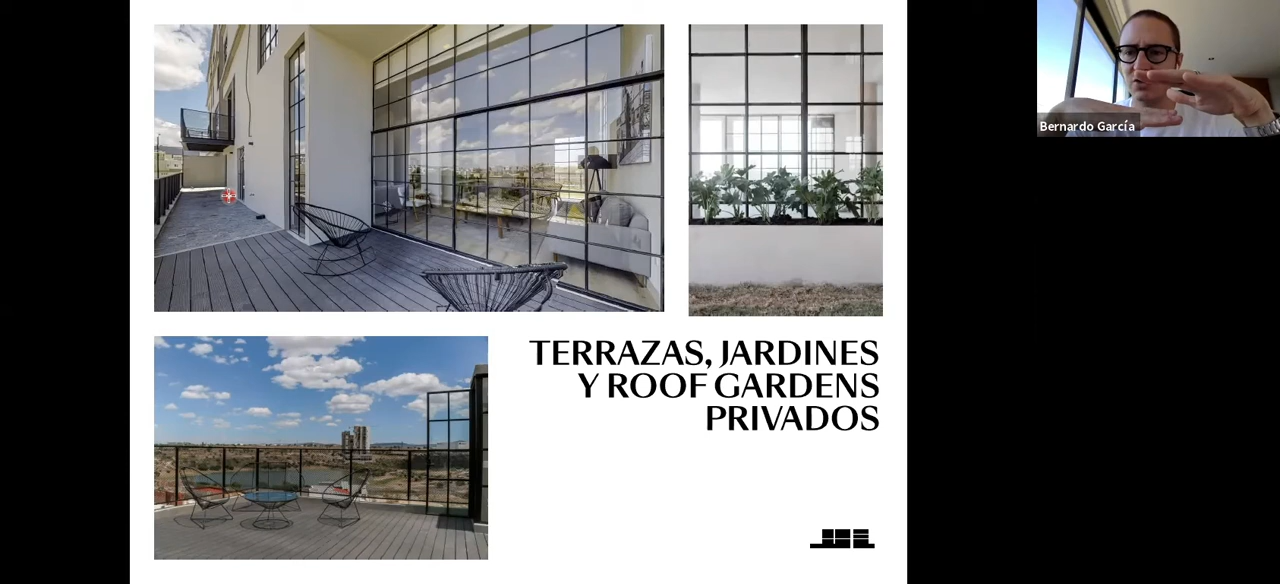 Bernardo García
TERRAZAS, JARDINES
Y ROOF GARDENS
PRIVADOS